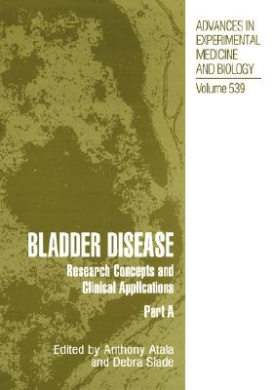 ADVANCES IN
EXPERIMENTAL
MEDICINE
AND BIOLOGY
Volume 539
BLADDER DISEASE
Research Concepts and
Clinical Applications
Part A
Edited by Anthony Atala
and Debra Slade